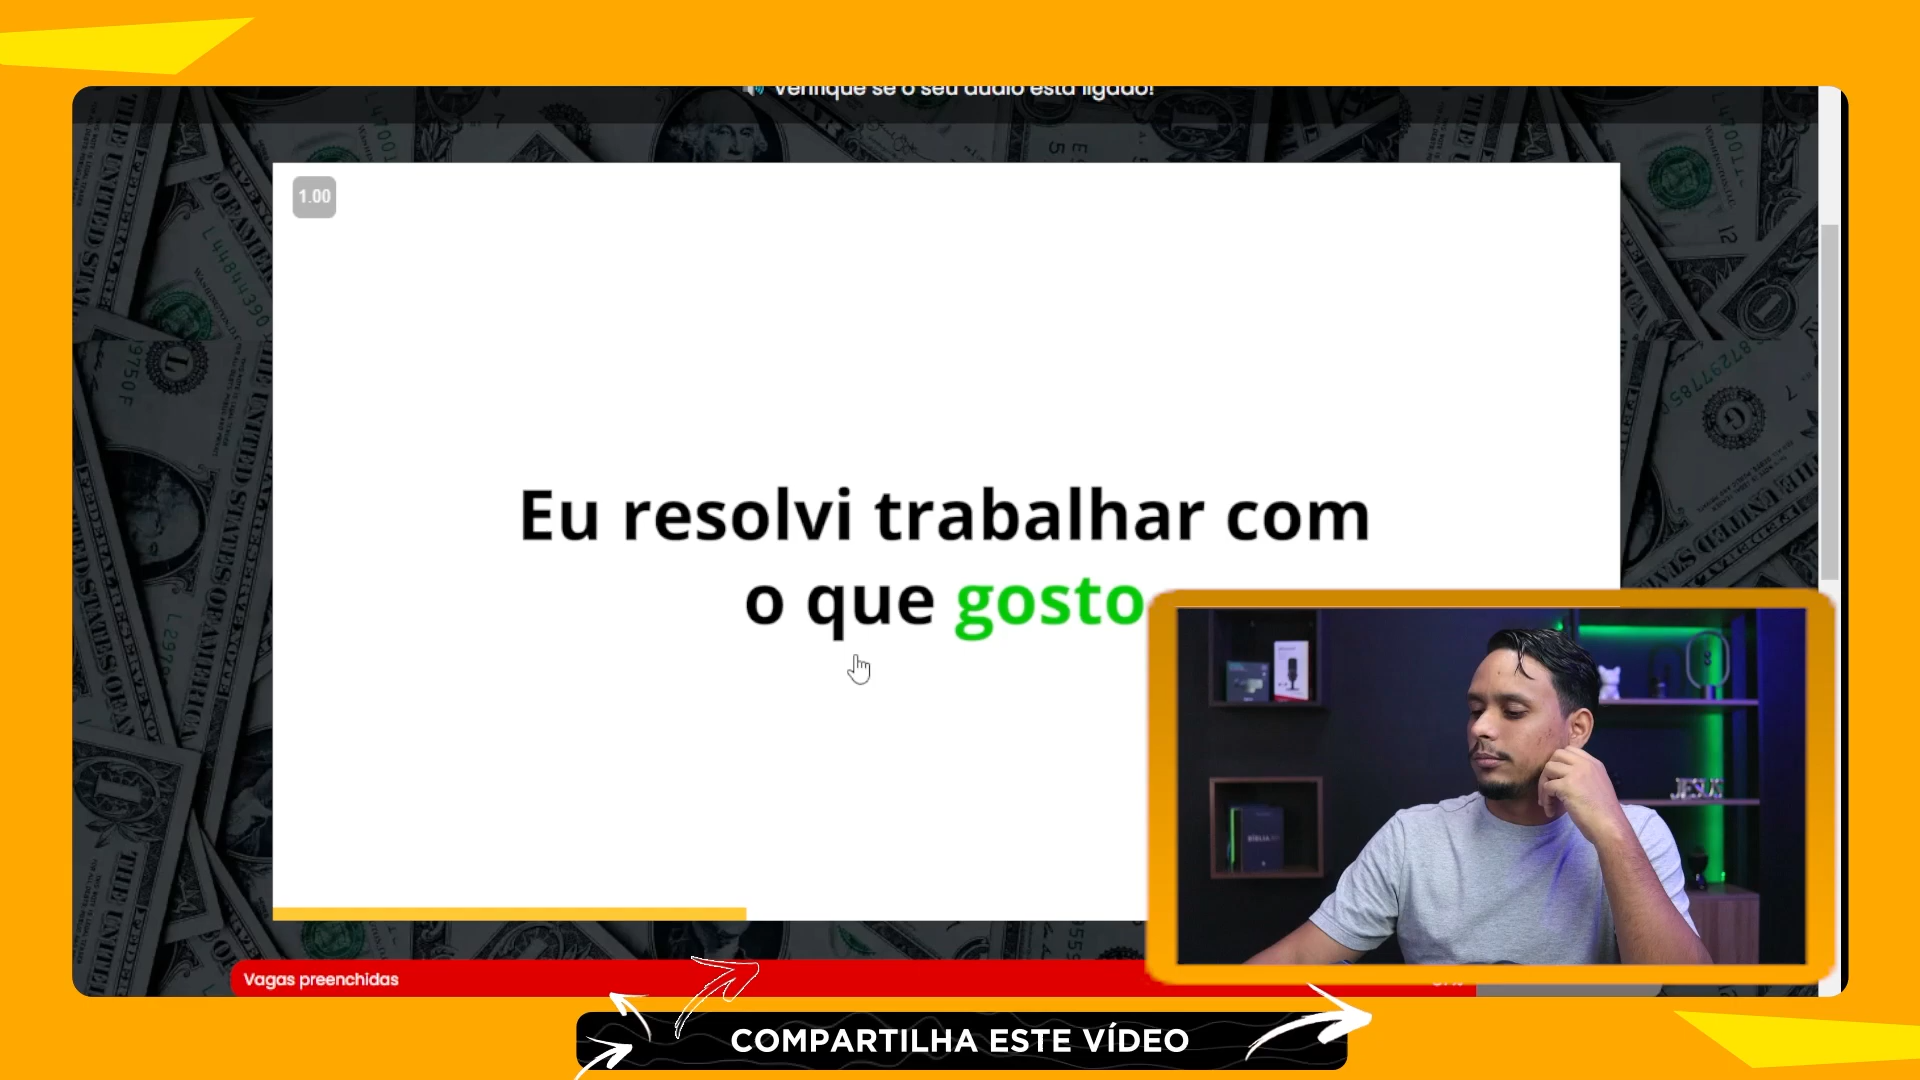 Verifique se o seu áudio está ligado!
1.00
Eu resolvi trabalhar com
o que gosto
BÍBLIA
Vagas preenchidas
COMPARTILHA ESTE VÍDEO